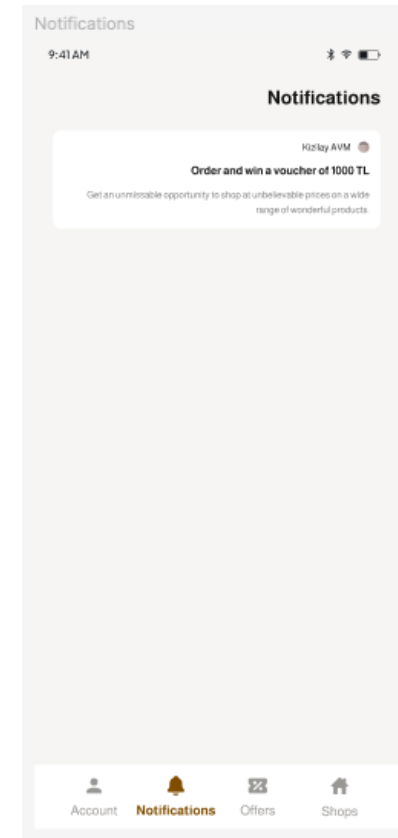 Notifications
9:41 AM
Notifications
Kizilay AVM
Order and win a voucher of 1000 TL
Get an unmissable opportunity to shop at unbelievable prices on a wide
range of wonderful products.
Account Notifications Offers Shops